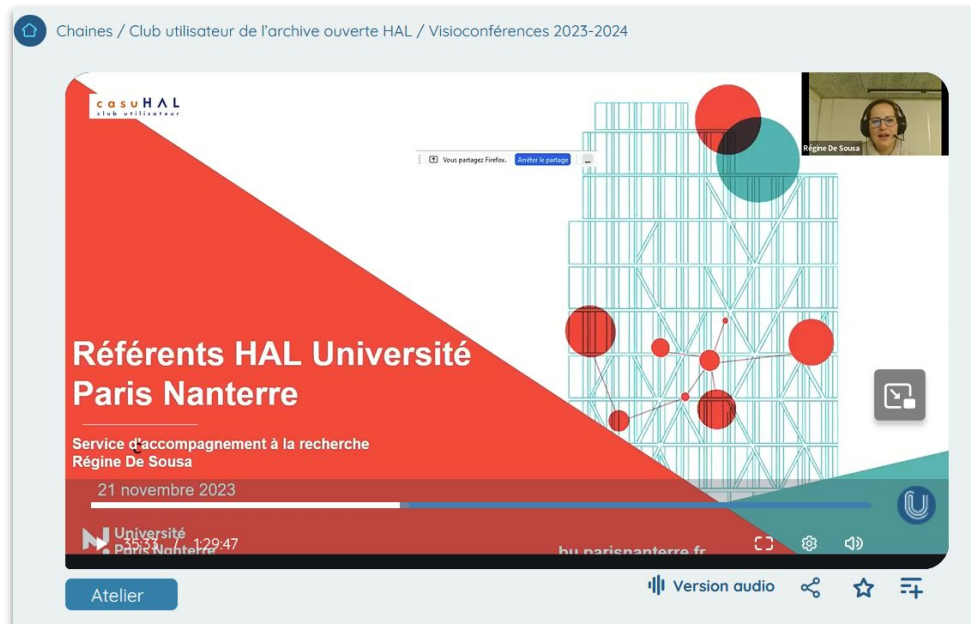 Chaines / Club utilisateur de l'archive ouverte HAL / Visioconférences 2023-2024
casuHAL
club utilisateur
Vous partagez Firefox. Arrêter le partage
Régine De Sousa
Référents HAL Université
Paris Nanterre
Service d'accompagnement à la recherche
Régine De Sousa
21 novembre 2023
Université
Paris Nanterre
35:33 / 1:29:47
bu.parisnanterre.fr
Atelier
Version audio